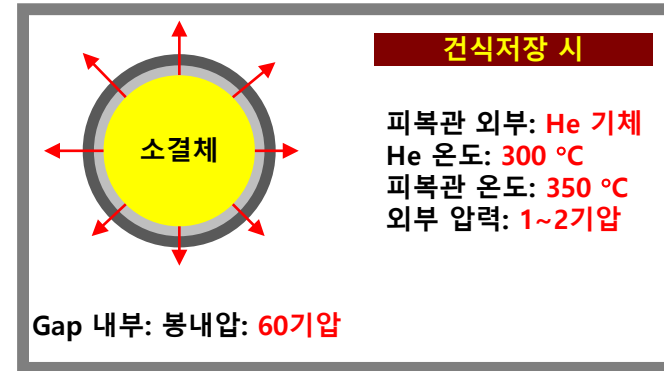 건식저장 시
소결체
피복관 외부: He 기체
He 온도: 300 ℃
피복관 온도: 350 ℃
외부 압력: 1~2기압
Gap 내부: 봉내압: 60기압